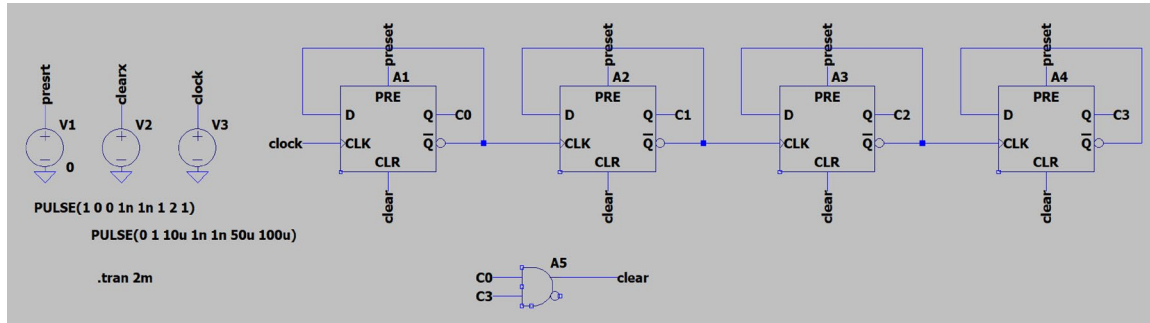 presrt
clearx
clock
V1
V2
V3
0
PULSE(1 0 0 1n 1n 1 2 1)
PULSE(0 1 10u 1n 1n 50u 100u)
.tran 2m
clock
preset
A1
PRE
D
Q
C0
CLK
Q
CLR
clear
preset
A2
PRE
D
Q
C1
CLK
Q
CLR
clear
preset
A3
PRE
D
Q
C2
CLK
Q
CLR
clear
preset
A4
PRE
D
Q
C3
CLK
Q
CLR
clear
A5
C0
C3
clear